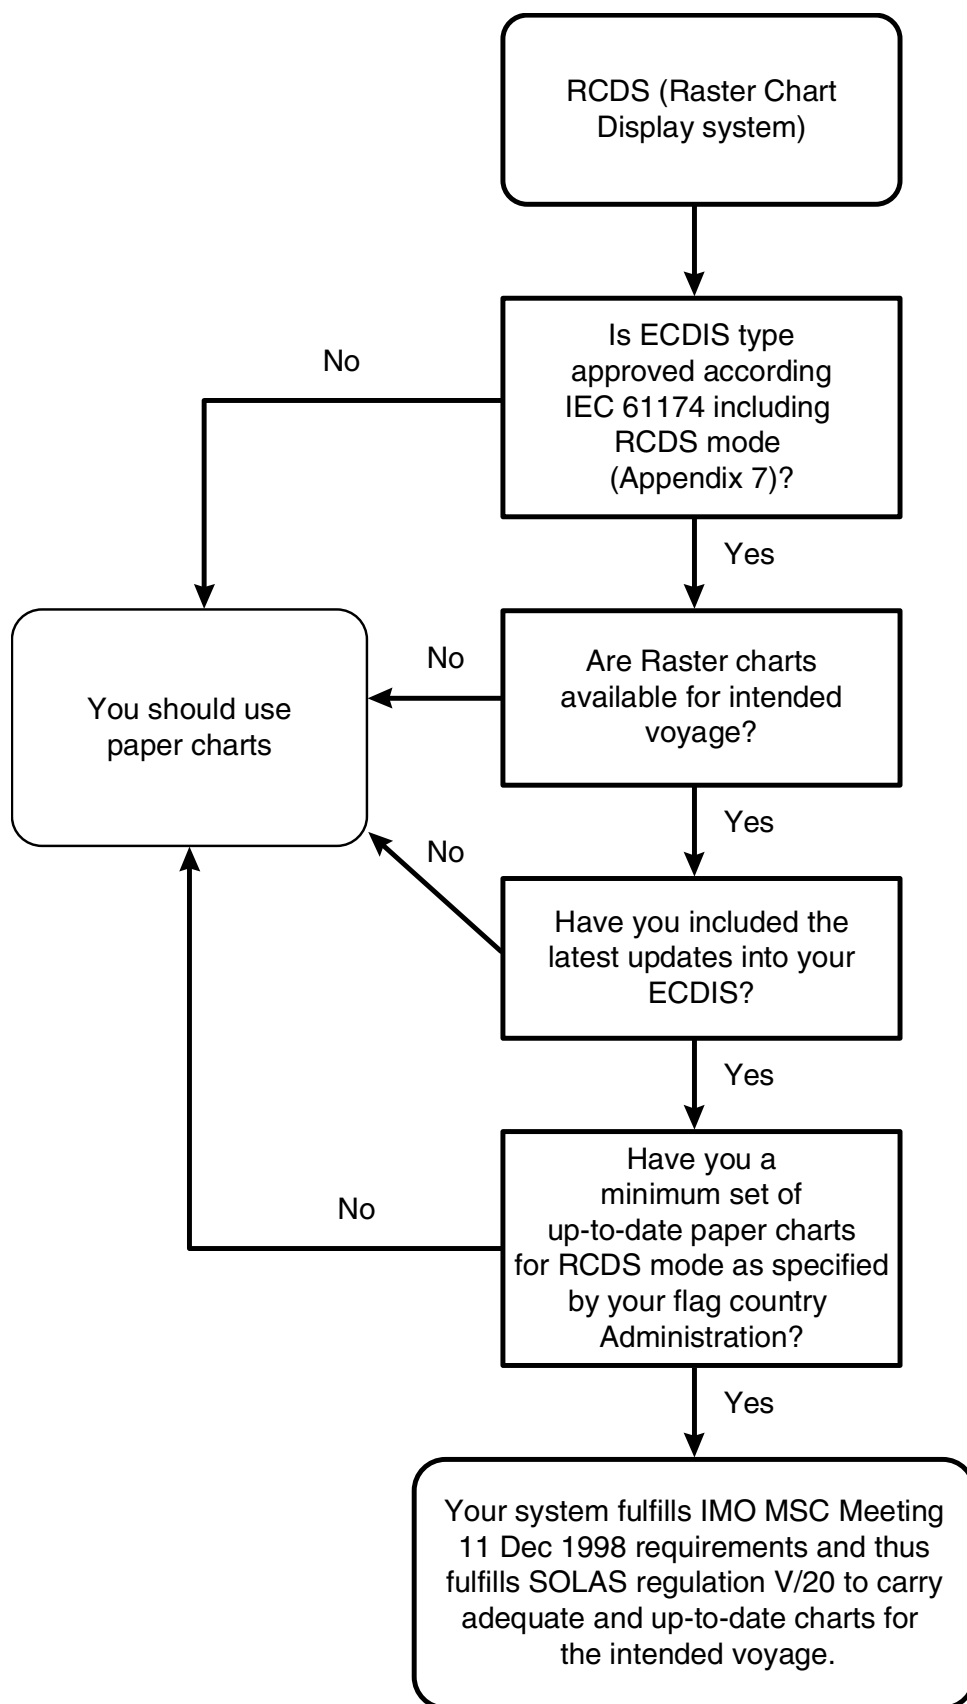 RCDS (Raster Chart
Display system)
Is ECDIS type
approved according
IEC 61174 including
RCDS mode
(Appendix 7)?
No
Yes
Are Raster charts
available for intended
voyage?
No
You should use
paper charts
Yes
Have you included the
latest updates into your
ECDIS?
No
Yes
Have you a
minimum set of
up-to-date paper charts
for RCDS mode as specified
by your flag country
Administration?
No
Yes
Your system fulfills IMO MSC Meeting
11 Dec 1998 requirements and thus
fulfills SOLAS regulation V/20 to carry
adequate and up-to-date charts for
the intended voyage.